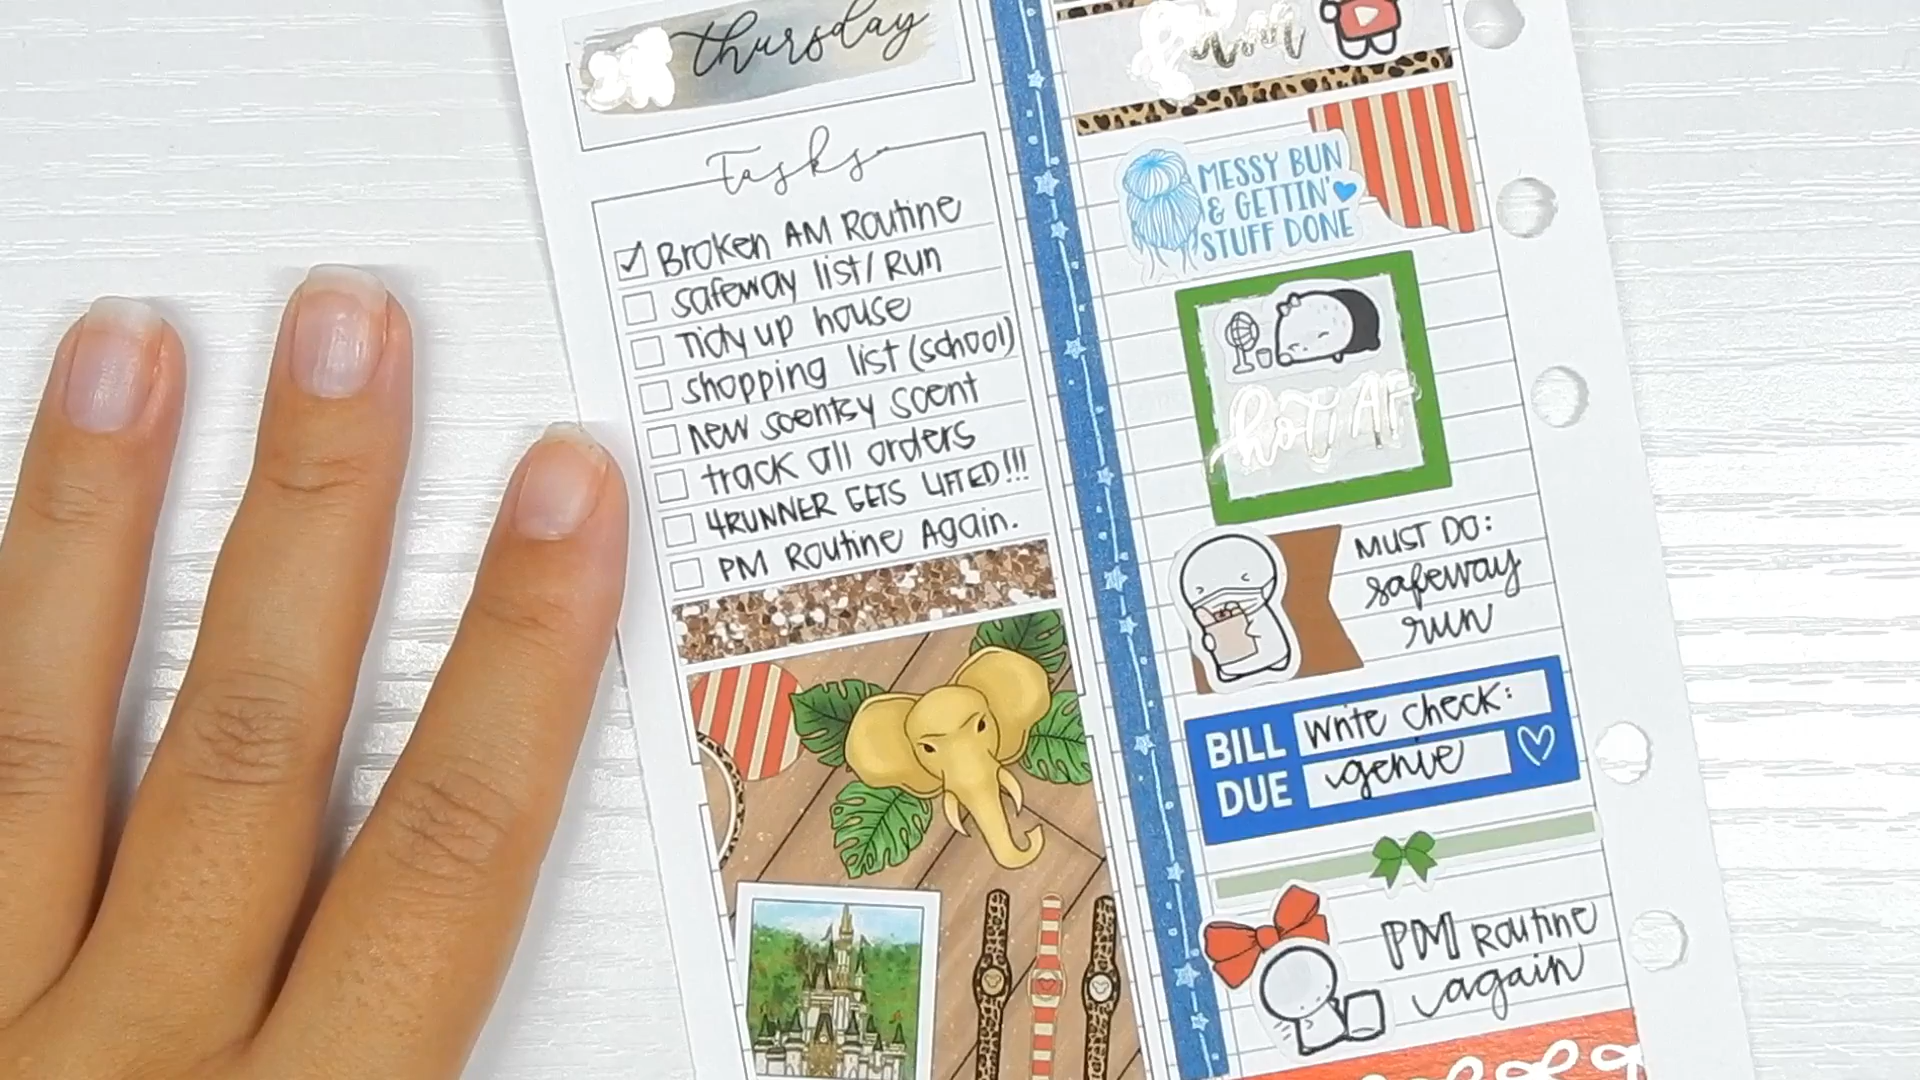 thursday
Tasks
Broken AM Routine
safeway list/Run
Tidy up house
shopping list (school)
new scentsy scent
track all orders
4RUNNER GETS LIFTED!!!
PM Routine Again.
MESSY BUN
& GETTIN'
STUFF DONE
hot AF
MUST DO:
safeway
run
BILL
DUE
Write check:
genie
PM Routine
again